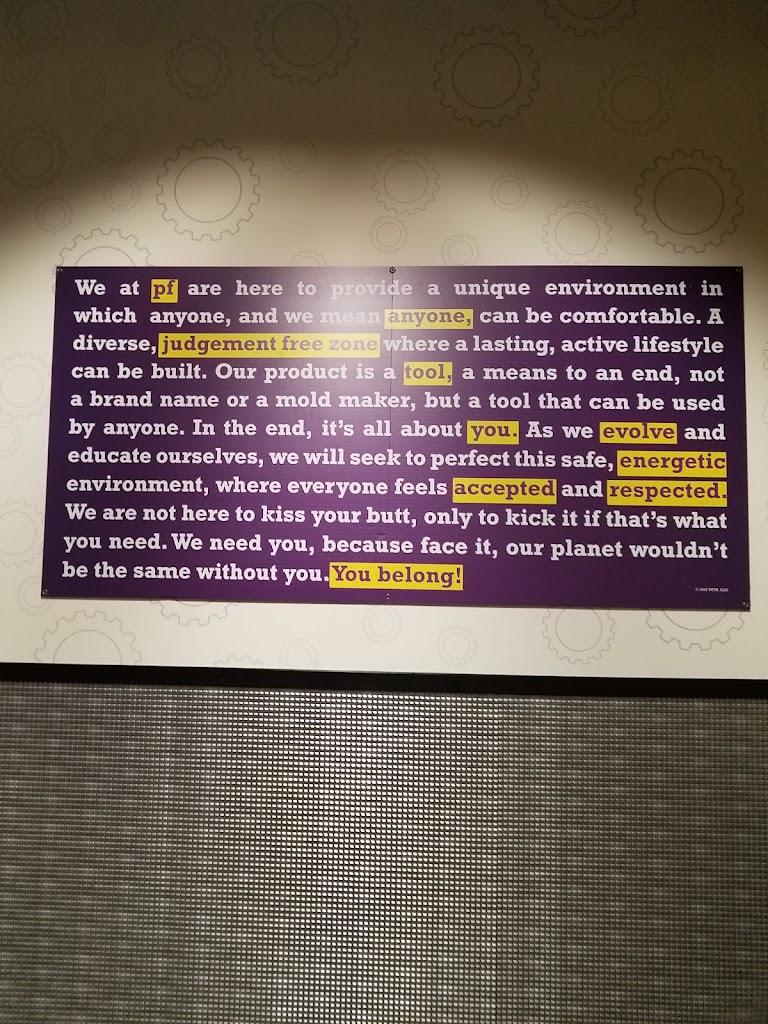 We at pf are here to provide a unique environment in
which anyone, and we mean anyone, can be comfortable. A
diverse, judgement free zone where a lasting, active lifestyle
can be built. Our product is a tool, a means to an end, not
a brand name or a mold maker, but a tool that can be used
by anyone. In the end, it's all about you. As we evolve and
educate ourselves, we will seek to perfect this safe, energetic
environment, where everyone feels accepted and respected.
We are not here to kiss your butt, only to kick it if that's what
you need. We need you, because face it, our planet wouldn't
be the same without you. You belong!